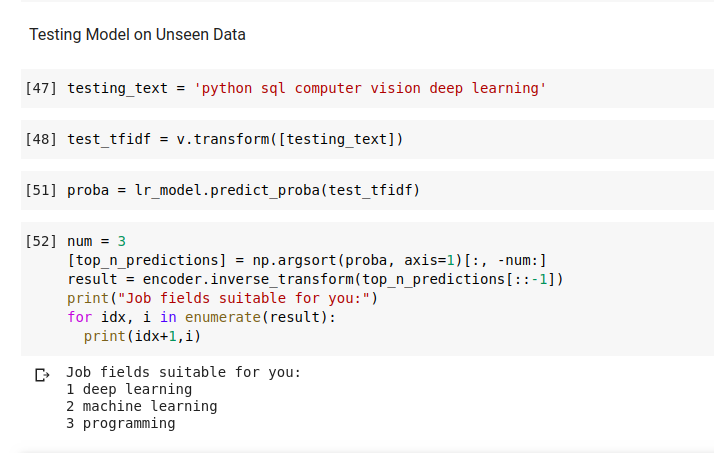 Testing Model on Unseen Data
[47] testing_text = 'python sql computer vision deep learning'
[48] test_tfidf = v.transform([testing_text])
[51] proba = lr_model.predict_proba(test_tfidf)
[52] num = 3
[top_n_predictions] = np.argsort(proba, axis=1)[:, -num:]
result = encoder.inverse_transform(top_n_predictions[::-1])
print("Job fields suitable for you:")
for idx, i in enumerate(result):
  print(idx+1,i)
Job fields suitable for you:
1 deep learning
2 machine learning
3 programming